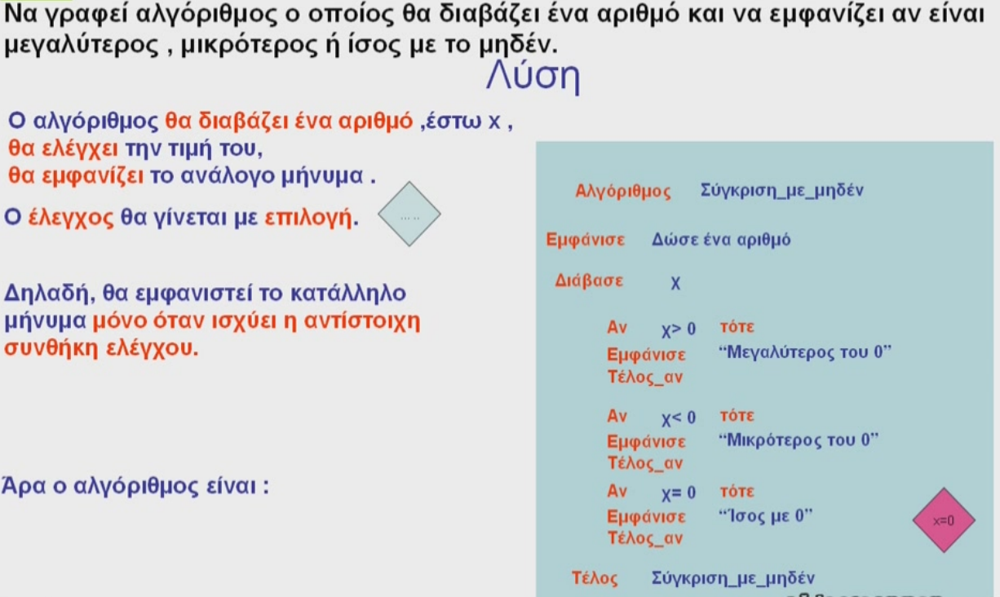 Να γραφεί αλγόριθμος ο οποίος θα διαβάζει ένα αριθμό και να εμφανίζει αν είναι
μεγαλύτερος , μικρότερος ή ίσος με το μηδέν.
Λύση
Ο αλγόριθμος θα διαβάζει ένα αριθμό ,έστω x ,
θα ελέγχει την τιμή του,
θα εμφανίζει το ανάλογο μήνυμα .
Ο έλεγχος θα γίνεται με επιλογή.
... ..
Δηλαδή, θα εμφανιστεί το κατάλληλο
μήνυμα μόνο όταν ισχύει η αντίστοιχη
συνθήκη ελέγχου.
Άρα ο αλγόριθμος είναι :
Αλγόριθμος Σύγκριση_με_μηδέν
Εμφάνισε Δώσε ένα αριθμό
Διάβασε χ
Αν χ> 0 τότε
Εμφάνισε “Μεγαλύτερος του 0”
Τέλος_αν
Αν χ< 0 τότε
Εμφάνισε “Μικρότερος του 0”
Τέλος_αν
Αν χ= 0 τότε
Εμφάνισε “Ίσος με 0”
Τέλος_αν
x=0
Τέλος Σύγκριση_με_μηδέν